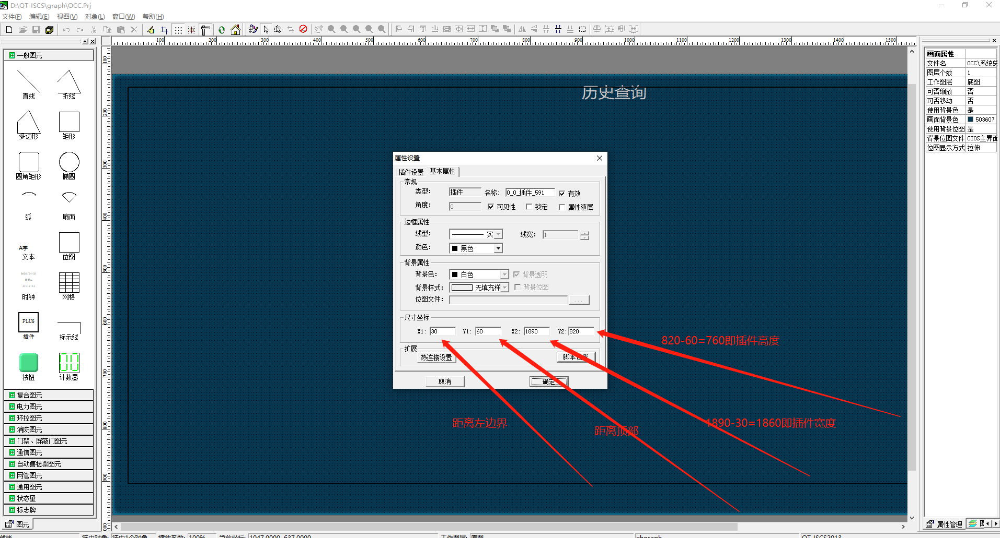 D:\QT-ISCS\graph\OCC.Prj
文件(F) 编辑(E) 视图(V) 对象(L) 窗口(W) 帮助(H)
100 200 300 400 500 600 700 800 900 1000 1100 1200 1300 1400 1500
一般图元
直线 折线
多边形 矩形
圆角矩形 椭圆
弧 扇面
A字
文本 位图
时钟 网格
PLUG
插件 标示线
按钮 计数器
复合图元
电力图元
环控图元
消防图元
门禁、屏蔽门图元
通信图元
自动售检票图元
网管图元
通用图元
状态量
标志牌
图元
100
200
300
400
500
600
700
800
900
历史查询
属性设置
插件设置 基本属性
常规
类型: 插件 名称: 0_0_插件_591 有效
角度: 0 可见性 锁定 属性随层
边框属性
线型: 实 线宽: 1
颜色: 黑色
背景属性
背景色: 白色 背景透明
背景样式: 无填充样 背景位图
位图文件: ...
尺寸坐标
X1: 30 Y1: 60 X2: 1890 Y2: 820
扩展
热连接设置 脚本设置
取消 确定
820-60=760即插件高度
1890-30=1860即插件宽度
距离左边界
距离顶部
画面属性
文件名 OCC\系统总
图层个数 1
工作图层 底图
可否缩放 否
可否移动 否
使用背景色 是
画面背景色 503607
使用背景位图 是
背景位图文件 CIOS主界面
位图显示方式 拉伸
属性管理
就绪 选中对象: 选中1个对象 缩放系数: 100% 当前坐标: 1047.0000, 637.0000 工作图层: 底图 ehgraph QT-ISCS2013